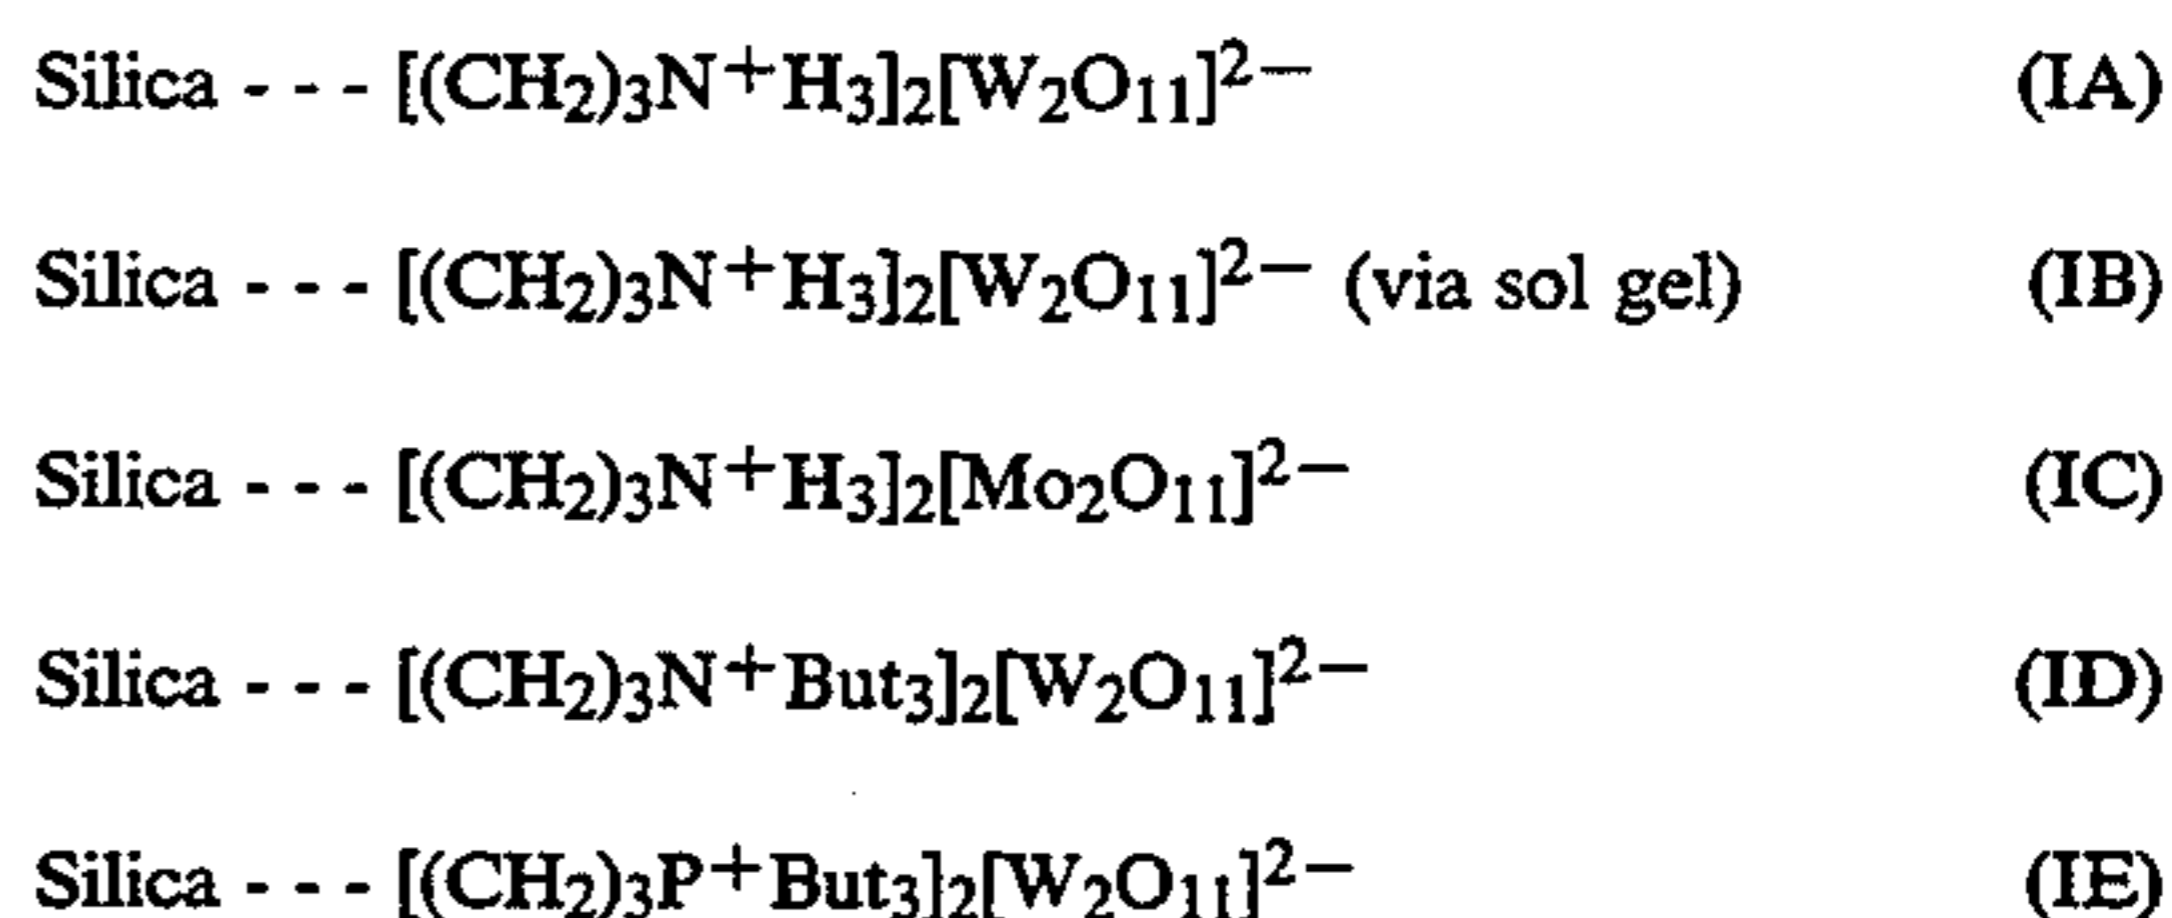 Silica - - - [(CH₂)₃N⁺H₃]₂[W₂O₁₁]²⁻ (IA)
Silica - - - [(CH₂)₃N⁺H₃]₂[W₂O₁₁]²⁻ (via sol gel) (IB)
Silica - - - [(CH₂)₃N⁺H₃]₂[Mo₂O₁₁]²⁻ (IC)
Silica - - - [(CH₂)₃N⁺But₃]₂[W₂O₁₁]²⁻ (ID)
Silica - - - [(CH₂)₃P⁺But₃]₂[W₂O₁₁]²⁻ (IE)